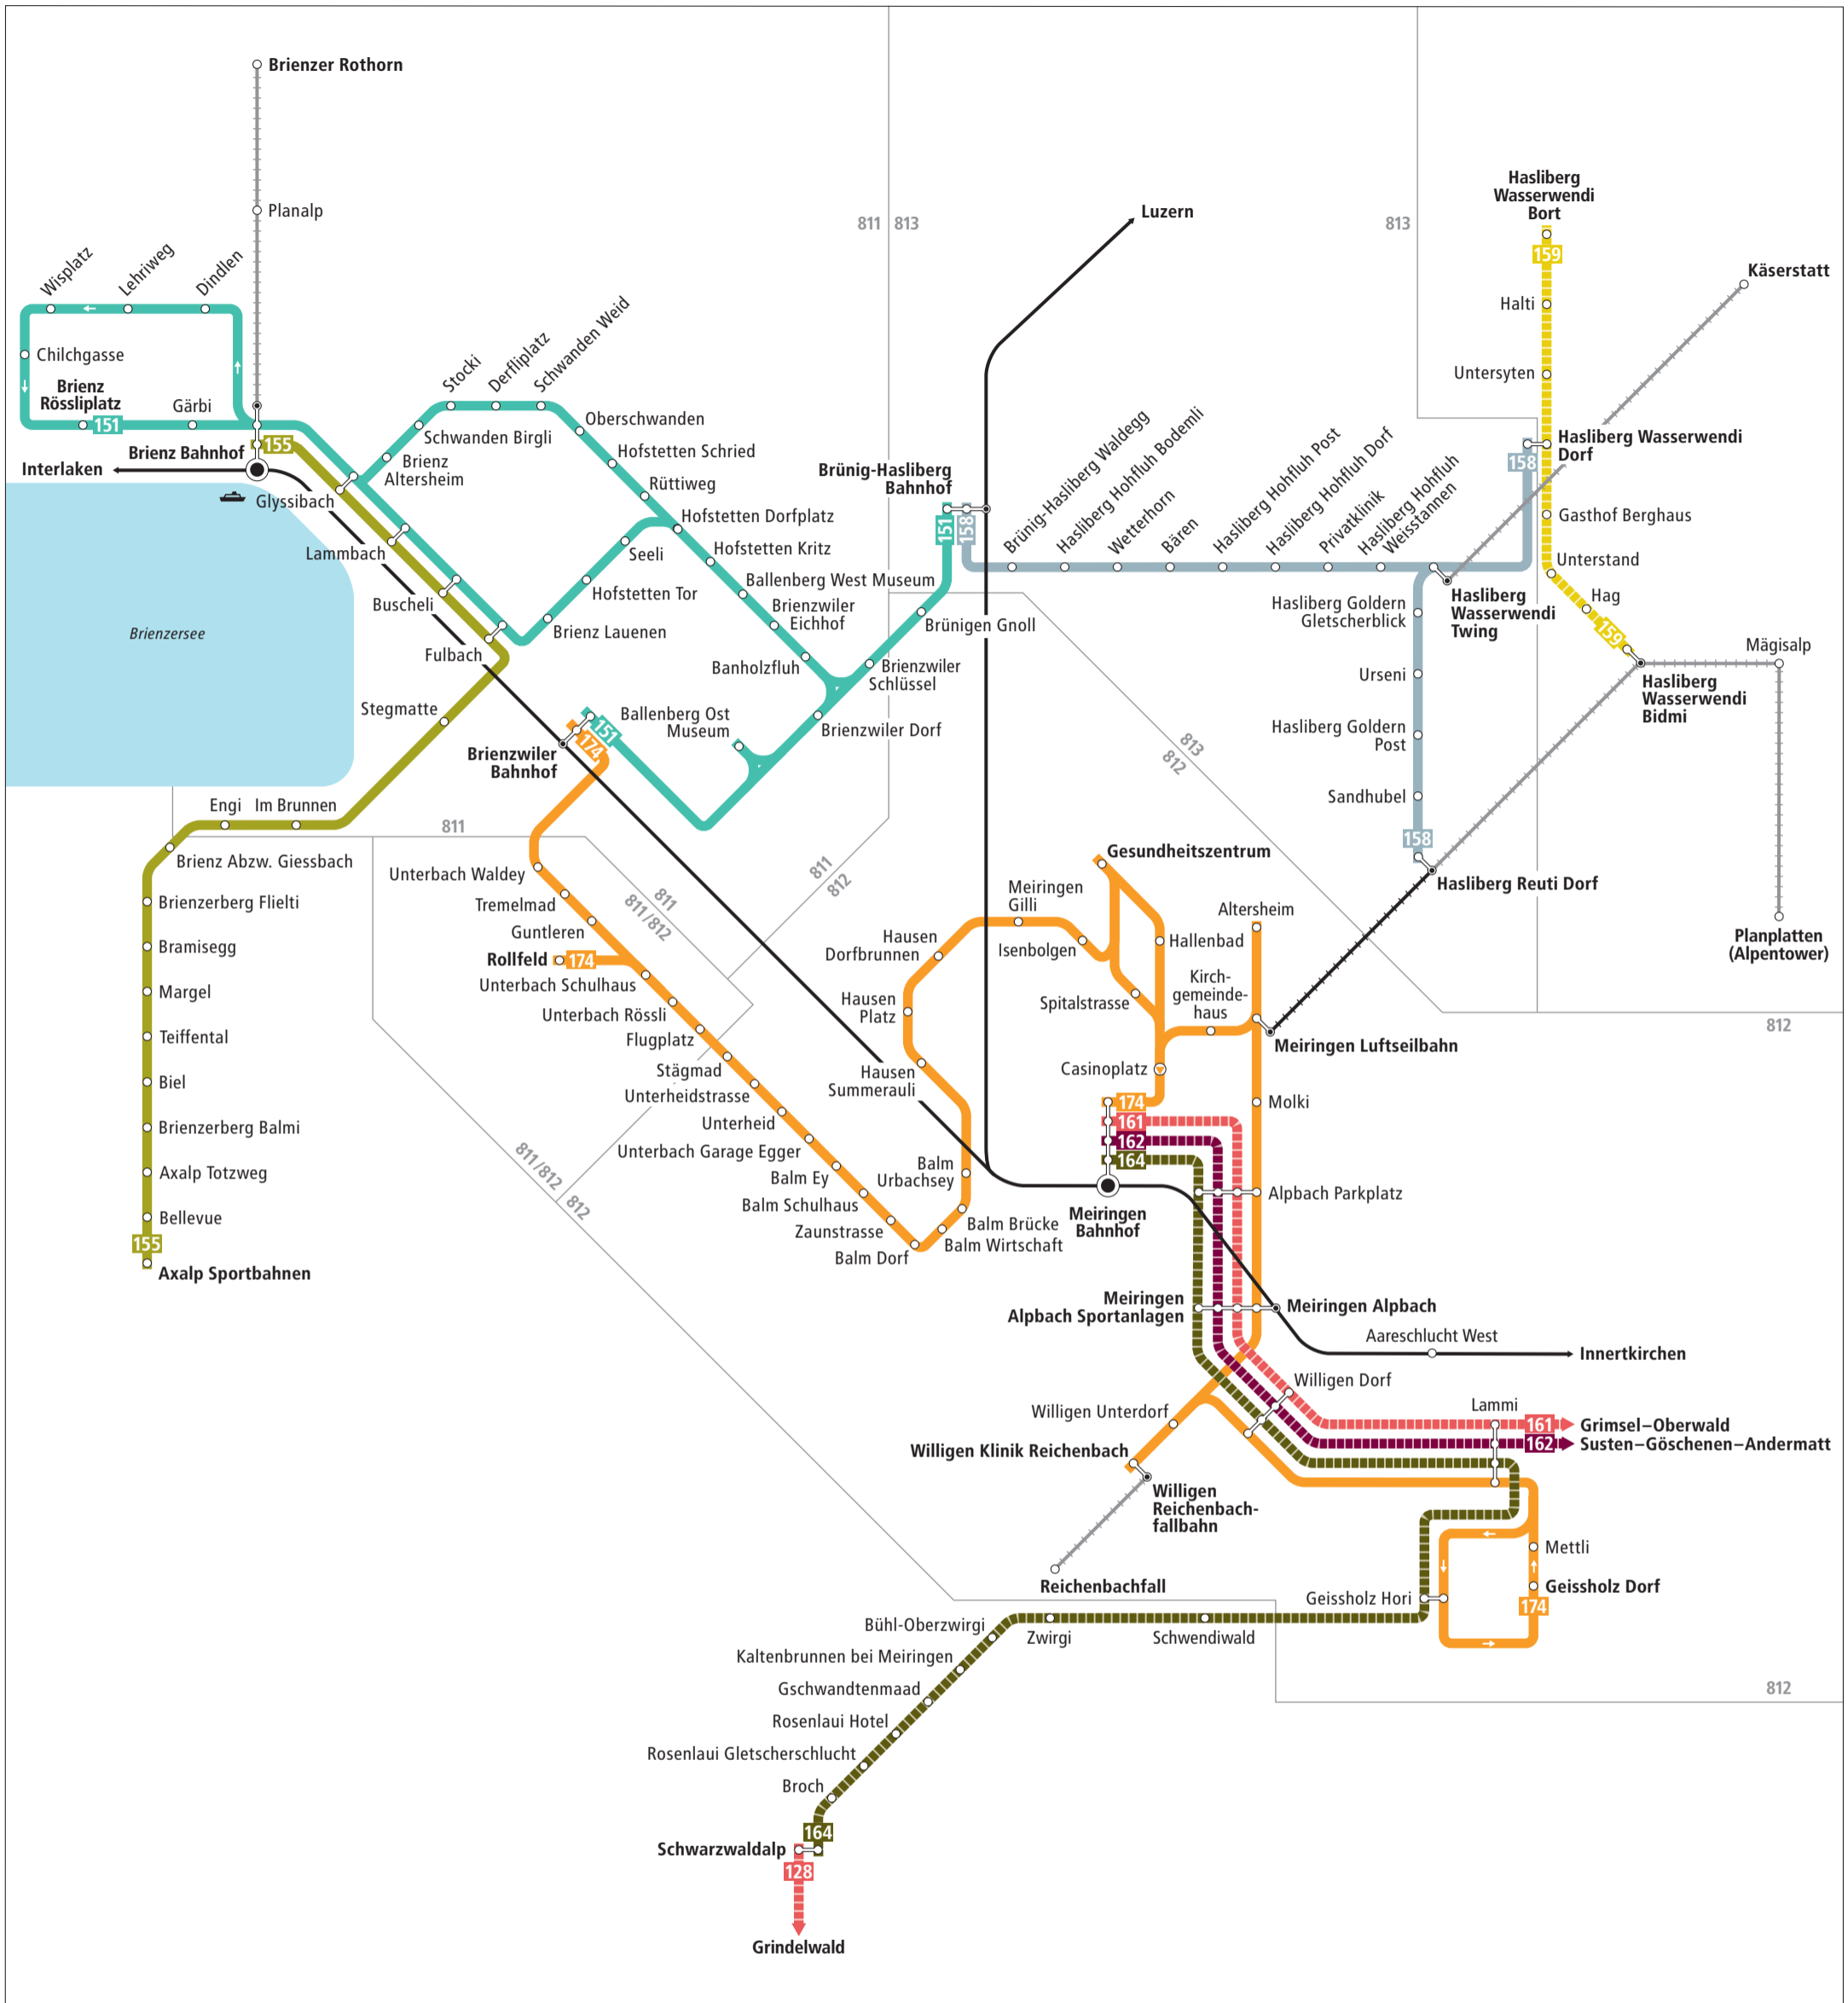 Brienzer Rothorn
Planalp
Wisplatz
Lehriweg
Dindlen
Chilchgasse
Brienz
Rössliplatz
151
Gärbi
Brienz Bahnhof
155
Interlaken
Glyssibach
Lammbach
Buscheli
Fulbach
Brienzersee
Stegmatte
Engi
Im Brunnen
Brienz Abzw. Giessbach
Brienzerberg Flielti
Bramisegg
Margel
Teiffental
Biel
Brienzerberg Balmi
Axalp Totzweg
Bellevue
155
Axalp Sportbahnen
Stocki
Derfliplatz
Schwanden Weid
Schwanden Birgli
Brienz
Altersheim
Oberschwanden
Hofstetten Schried
Rüttiweg
Hofstetten Dorfplatz
Seeli
Hofstetten Tor
Brienz Lauenen
Hofstetten Kritz
Ballenberg West Museum
Brienzwiler
Eichhof
Banholzfluh
Brienzwiler
Schlüssel
Brünigen Gnoll
Brienzwiler Dorf
Ballenberg Ost
Museum
151
174
Brienzwiler
Bahnhof
811
813
813
Luzern
Brünig-Hasliberg
Bahnhof
151
158
Brünig-Hasliberg Waldegg
Hasliberg Hohfluh Bodemli
Wetterhorn
Bären
Hasliberg Hohfluh Post
Hasliberg Hohfluh Dorf
Privatklinik
Hasliberg Hohfluh
Weisstannen
Hasliberg
Wasserwendi
Bort
159
Halti
Untersyten
Käserstatt
Hasliberg Wasserwendi
Dorf
158
Gasthof Berghaus
Unterstand
Hag
159
Hasliberg
Wasserwendi
Twing
Hasliberg Goldern
Gletscherblick
Urseni
Hasliberg Goldern
Post
Sandhubel
158
Hasliberg Reuti Dorf
Hasliberg
Wasserwendi
Bidmi
Mägisalp
Planplatten
(Alpentower)
813
812
811
811
812
811
811/812
812
Unterbach Waldey
Tremelmad
Guntleren
Rollfeld
174
Unterbach Schulhaus
Unterbach Rössli
Flugplatz
Stägmad
Unterheidstrasse
Unterheid
Unterbach Garage Egger
Balm Ey
Balm Schulhaus
Zaunstrasse
Balm Dorf
Balm Wirtschaft
Balm Brücke
Balm
Urbachsey
Hausen
Summerauli
Hausen
Platz
Hausen
Dorfbrunnen
Meiringen
Gilli
Isenbolgen
Gesundheitszentrum
Hallenbad
Spitalstrasse
Kirch-
gemeinde-
haus
Altersheim
Meiringen Luftseilbahn
Casinoplatz
Molki
174
161
162
164
Meiringen
Bahnhof
Alpbach Parkplatz
Meiringen
Alpbach Sportanlagen
Meiringen Alpbach
Aareschlucht West
Innertkirchen
811/812
812
Willigen Dorf
Willigen Unterdorf
Willigen Klinik Reichenbach
Willigen
Reichenbach-
fallbahn
Reichenbachfall
Lammi
161
Grimsel–Oberwald
162
Susten–Göschenen–Andermatt
Mettli
Geissholz Dorf
174
Geissholz Hori
812
Schwendiwald
Zwirgi
Bühl-Oberzwirgi
Kaltenbrunnen bei Meiringen
Gschwandtenmaad
Rosenlaui Hotel
Rosenlaui Gletscherschlucht
Broch
164
Schwarzwaldalp
128
Grindelwald